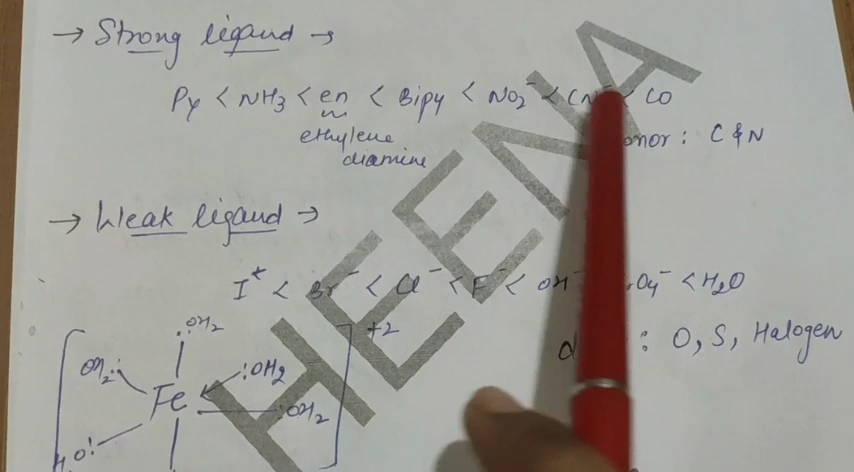 → Strong ligand →
Py < NH3 < en < Bipy < NO2⁻ < CN⁻ < CO
ethylene
diamine
: C & N
→ Weak ligand →
I < Br⁻ < Cl⁻ < F⁻ < OH⁻ O4⁻ < H2O
: O, S, Halogen
+2
:OH2
OH2:
:OH2
Fe
:OH2
H2O:
HEENA